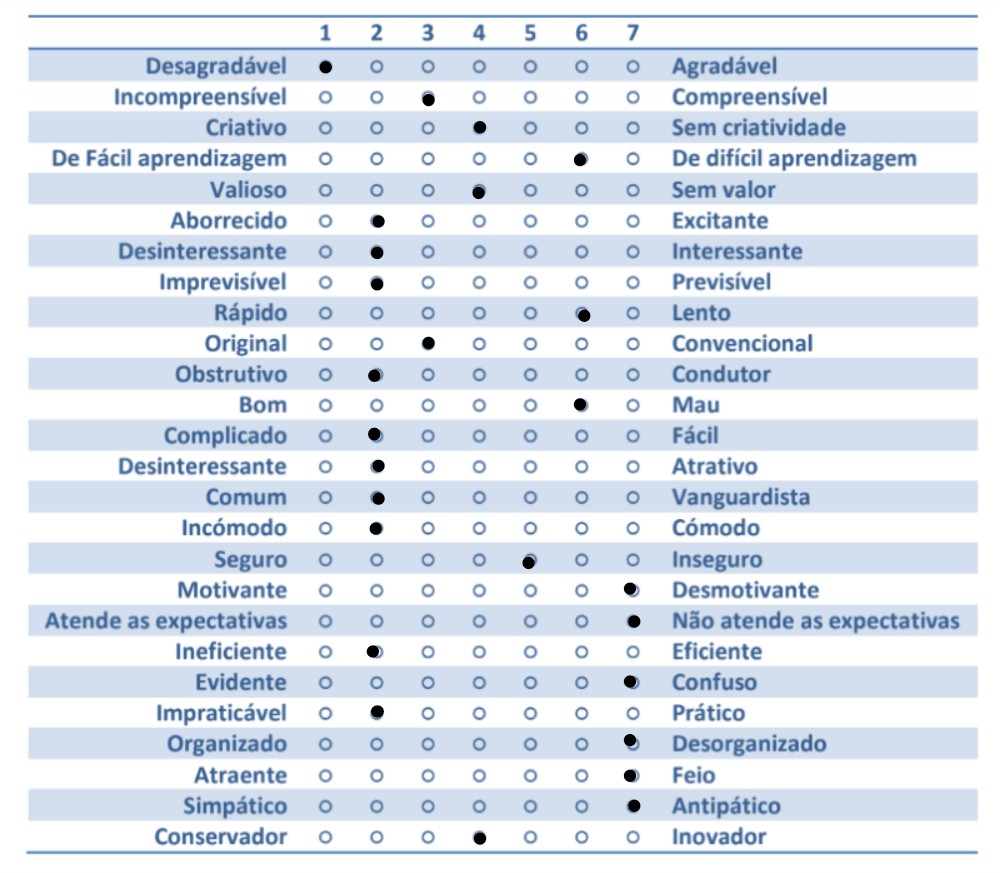 1 2 3 4 5 6 7
Desagradável Agradável
Incompreensível Compreensível
Criativo Sem criatividade
De Fácil aprendizagem De difícil aprendizagem
Valioso Sem valor
Aborrecido Excitante
Desinteressante Interessante
Imprevisível Previsível
Rápido Lento
Original Convencional
Obstrutivo Condutor
Bom Mau
Complicado Fácil
Desinteressante Atrativo
Comum Vanguardista
Incómodo Cómodo
Seguro Inseguro
Motivante Desmotivante
Atende as expectativas Não atende as expectativas
Ineficiente Eficiente
Evidente Confuso
Impraticável Prático
Organizado Desorganizado
Atraente Feio
Simpático Antipático
Conservador Inovador